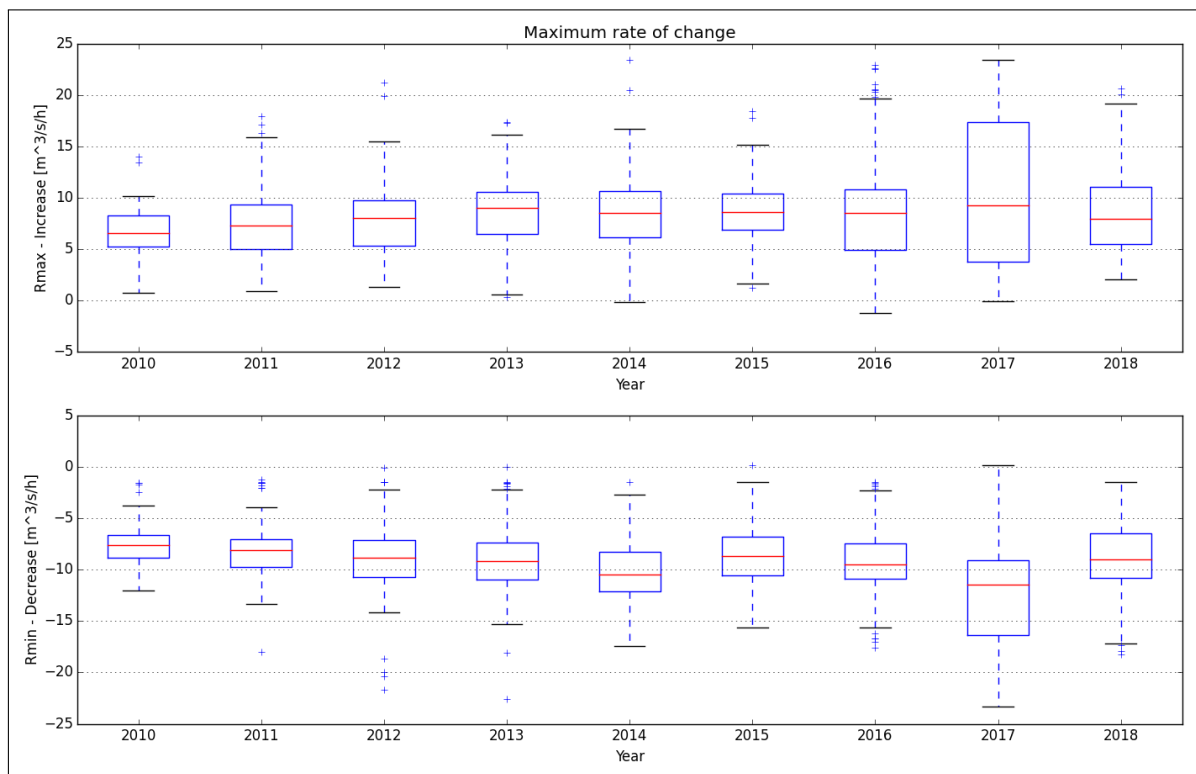 Maximum rate of change
Rmax - Increase [m^3/s/h]
25
20
15
10
5
0
−5
2010 2011 2012 2013 2014 2015 2016 2017 2018
Year
Rmin - Decrease [m^3/s/h]
5
0
−5
−10
−15
−20
−25
2010 2011 2012 2013 2014 2015 2016 2017 2018
Year